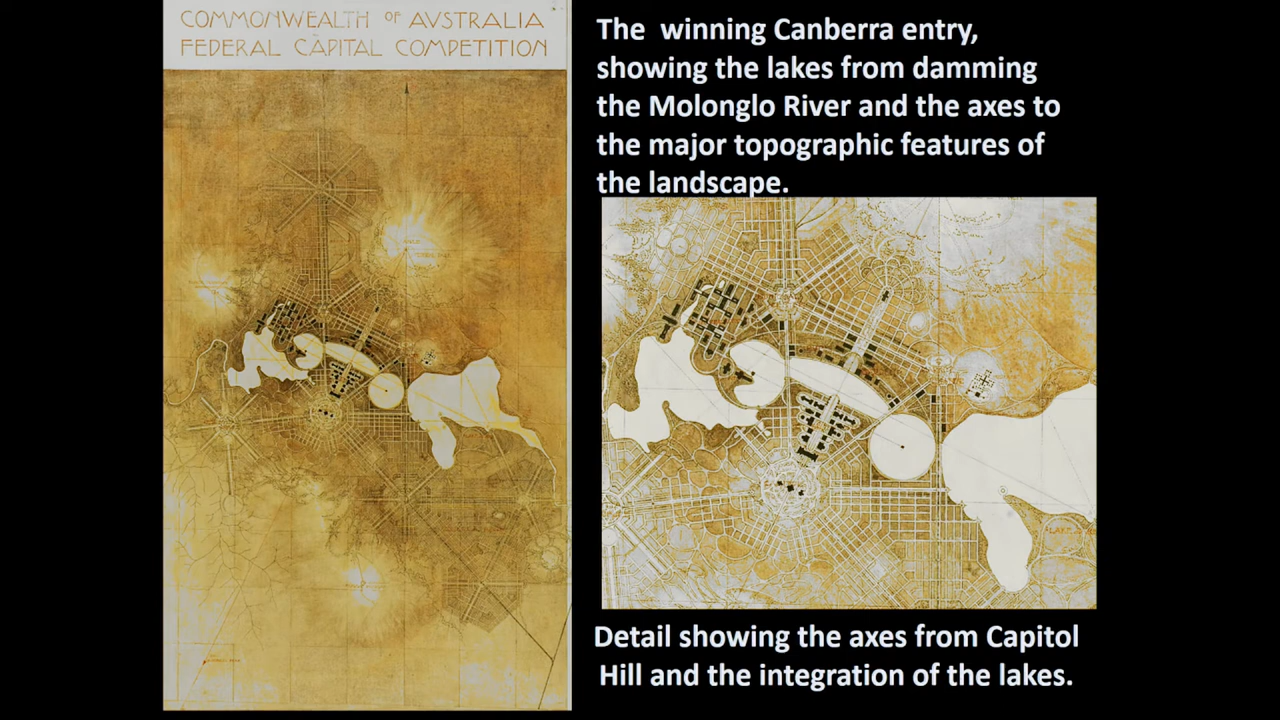 COMMONWEALTH OF AVSTRALIA
FEDERAL CAPITAL COMPETITION
The winning Canberra entry,
showing the lakes from damming
the Molonglo River and the axes to
the major topographic features of
the landscape.
Detail showing the axes from Capitol
Hill and the integration of the lakes.